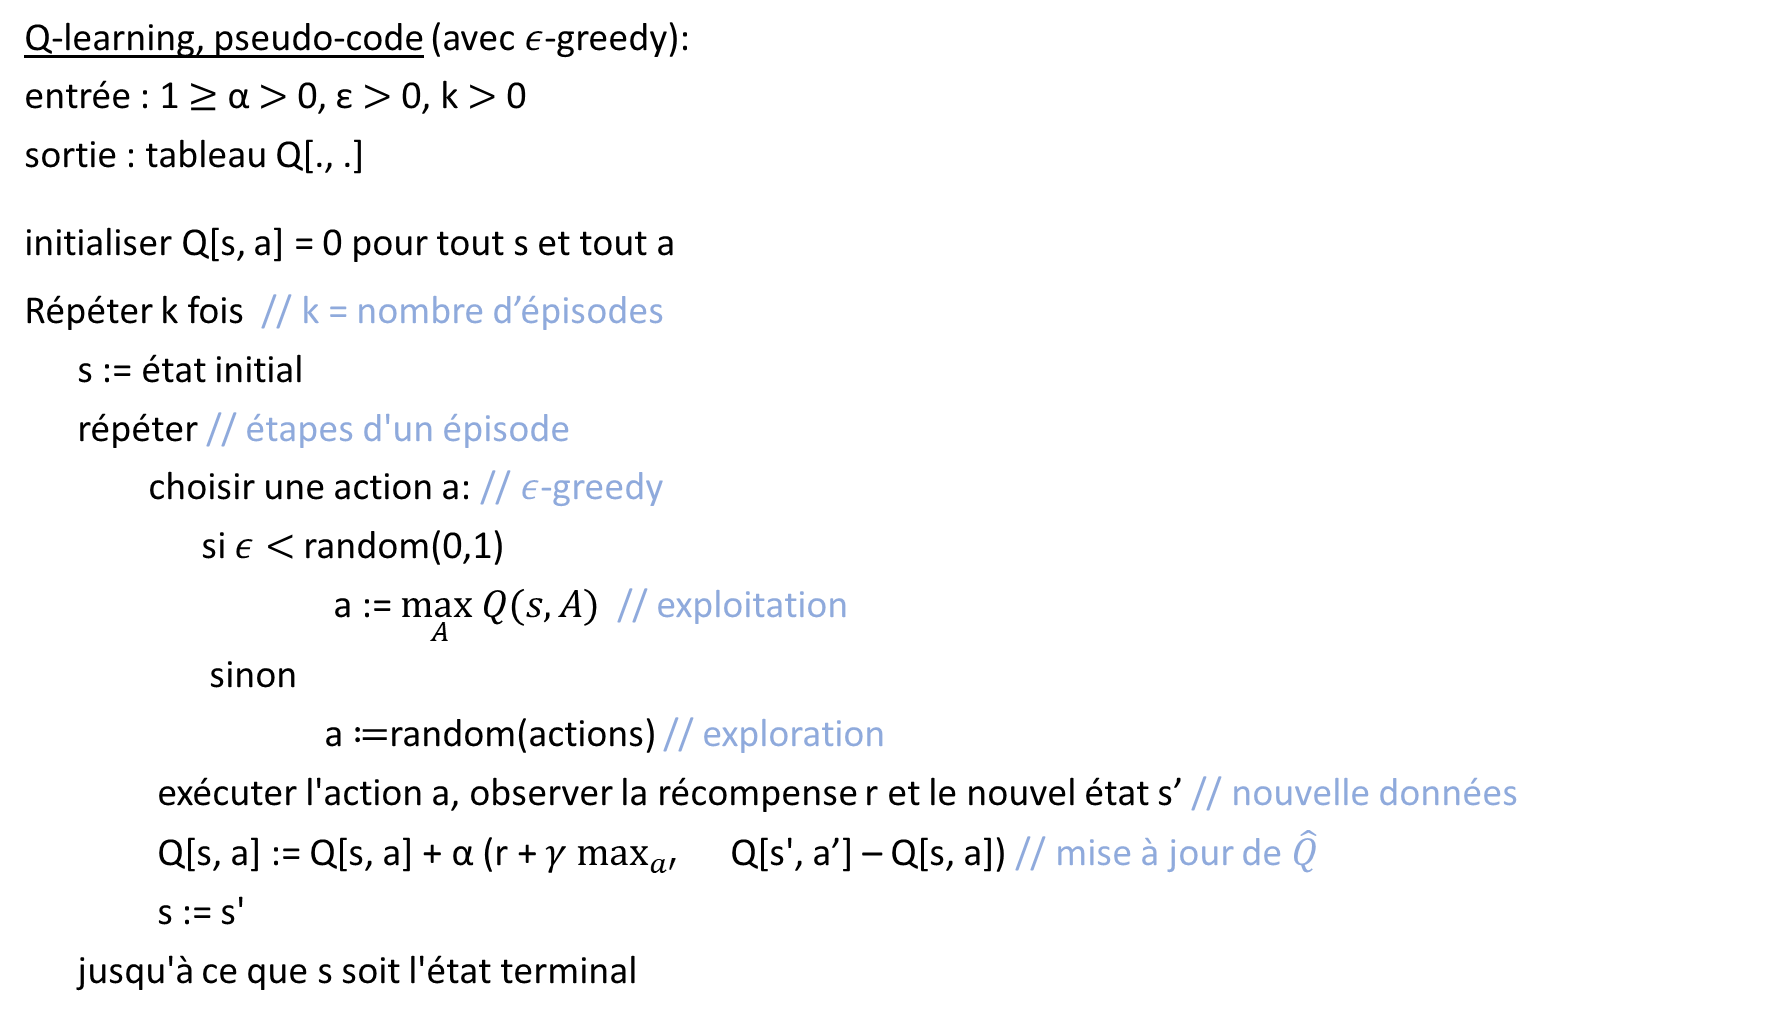 Q-learning, pseudo-code (avec ϵ-greedy):
entrée : 1 ≥ α > 0, ε > 0, k > 0
sortie : tableau Q[., .]
initialiser Q[s, a] = 0 pour tout s et tout a
Répéter k fois // k = nombre d’épisodes
s := état initial
répéter // étapes d'un épisode
choisir une action a: // ϵ-greedy
si ϵ < random(0,1)
a := max_A Q(s, A) // exploitation
sinon
a :=random(actions) // exploration
exécuter l'action a, observer la récompense r et le nouvel état s’ // nouvelle données
Q[s, a] := Q[s, a] + α (r + γ max_a′ Q[s', a’] – Q[s, a]) // mise à jour de Q̂
s := s'
jusqu'à ce que s soit l'état terminal